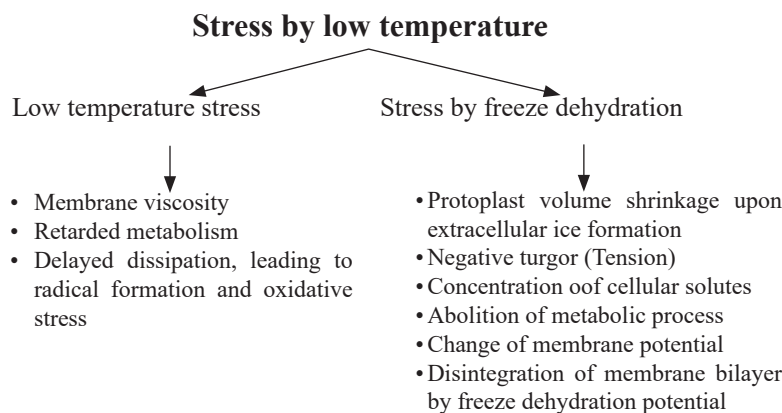 Stress by low temperature
Low temperature stress
Stress by freeze dehydration
• Membrane viscosity
• Retarded metabolism
• Delayed dissipation, leading to
radical formation and oxidative
stress
• Protoplast volume shrinkage upon
extracellular ice formation
• Negative turgor (Tension)
• Concentration oof cellular solutes
• Abolition of metabolic process
• Change of membrane potential
• Disintegration of membrane bilayer
by freeze dehydration potential